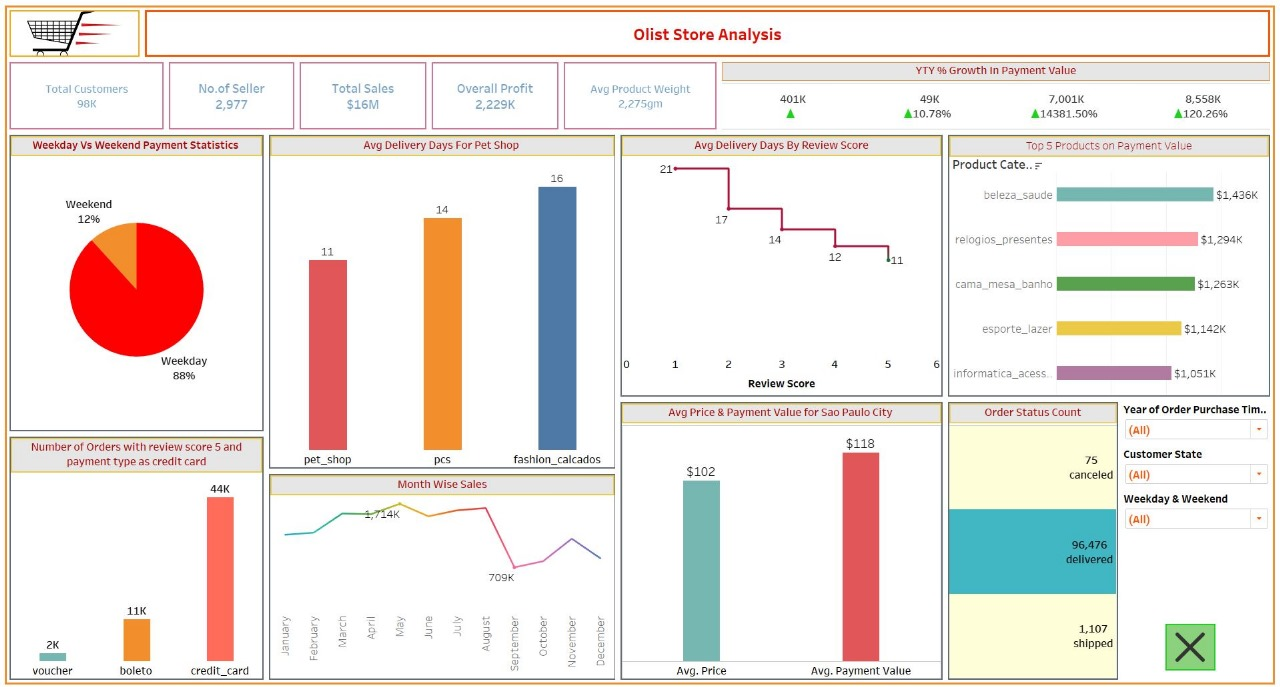 Olist Store Analysis
Total Customers
98K
No.of Seller
2,977
Total Sales
$16M
Overall Profit
2,229K
Avg Product Weight
2,275gm
YTY % Growth In Payment Value
401K
▲
49K
▲10.78%
7,001K
▲14381.50%
8,558K
▲120.26%
Weekday Vs Weekend Payment Statistics
Weekend
12%
Weekday
88%
Avg Delivery Days For Pet Shop
11
14
16
pet_shop
pcs
fashion_calcados
Avg Delivery Days By Review Score
21
17
14
12
11
0 1 2 3 4 5 6
Review Score
Top 5 Products on Payment Value
Product Cate..
beleza_saude $1,436K
relogios_presentes $1,294K
cama_mesa_banho $1,263K
esporte_lazer $1,142K
informatica_acess.. $1,051K
Number of Orders with review score 5 and
payment type as credit card
2K
11K
44K
voucher
boleto
credit_card
Month Wise Sales
1,714K
709K
January
February
March
April
May
June
July
August
September
October
November
December
Avg Price & Payment Value for Sao Paulo City
$102
$118
Avg. Price
Avg. Payment Value
Order Status Count
75
canceled
96,476
delivered
1,107
shipped
Year of Order Purchase Tim..
(All)
Customer State
(All)
Weekday & Weekend
(All)